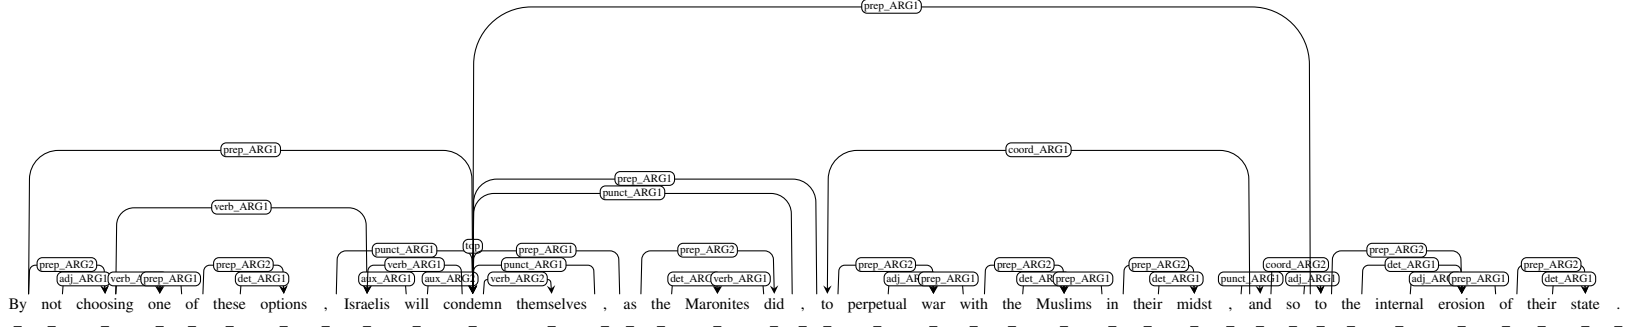 prep_ARG1
prep_ARG1 coord_ARG1
prep_ARG1
punct_ARG1
verb_ARG1
top
punct_ARG1 prep_ARG1 prep_ARG2 prep_ARG2
prep_ARG2 prep_ARG2 verb_ARG1 punct_ARG1 prep_ARG2 prep_ARG2 prep_ARG2 coord_ARG2 det_ARG1 prep_ARG2
adj_ARG1 prep_ARG1 det_ARG1 aux_ARG1 verb_ARG2 verb_ARG1 prep_ARG1 prep_ARG1 det_ARG1 punct_ARG1 adj_ARG1 prep_ARG1 det_ARG1
By not choosing one of these options , Israelis will condemn themselves , as the Maronites did , to perpetual war with the Muslims in their midst , and so to the internal erosion of their state .
_ _ _ _ _ _ _ _ _ _ _ _ _ _ _ _ _ _ _ _ _ _ _ _ _ _ _ _ _ _ _ _ _ _ _ _ _ _